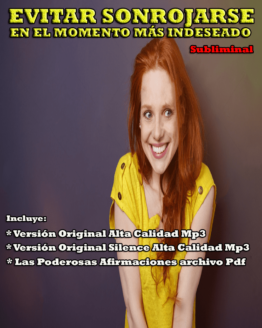 EVITAR SONROJARSE
EN EL MOMENTO MÁS INDESEADO
Subliminal
Incluye:
* Versión Original Alta Calidad Mp3
* Versión Original Silence Alta Calidad Mp3
* Las Poderosas Afirmaciones archivo Pdf